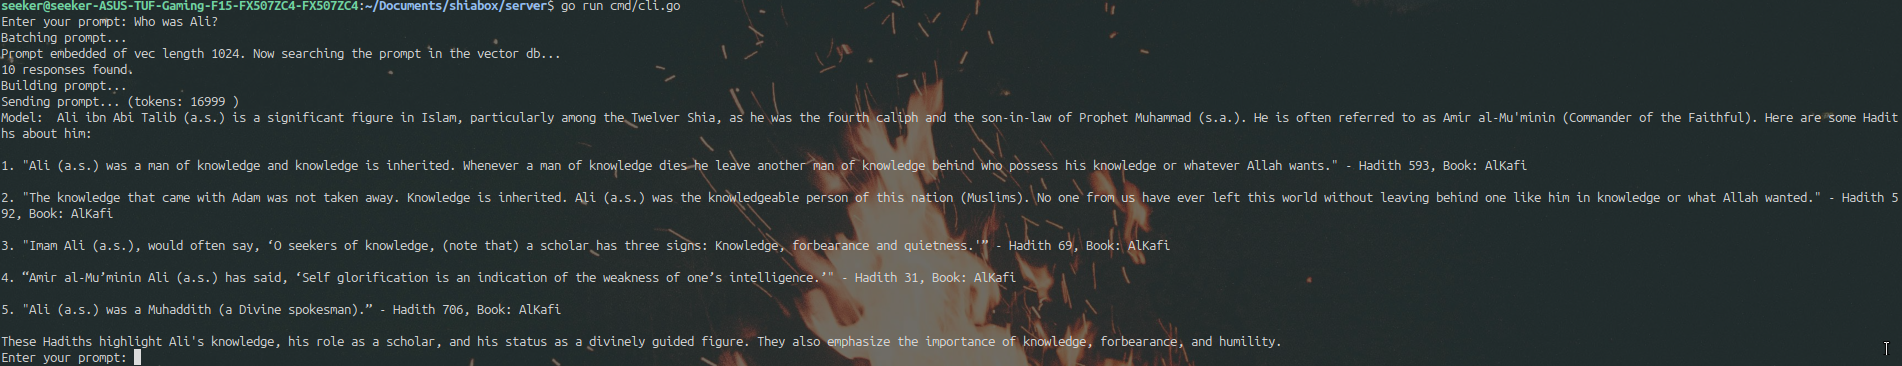 seeker@seeker-ASUS-TUF-Gaming-F15-FX507ZC4-FX507ZC4:~/Documents/shiabox/server$ go run cmd/cli.go
Enter your prompt: Who was Ali?
Batching prompt...
Prompt embedded of vec length 1024. Now searching the prompt in the vector db...
10 responses found.
Building prompt...
Sending prompt... (tokens: 16999 )
Model:  Ali ibn Abi Talib (a.s.) is a significant figure in Islam, particularly among the Twelver Shia, as he was the fourth caliph and the son-in-law of Prophet Muhammad (s.a.). He is often referred to as Amir al-Mu'minin (Commander of the Faithful). Here are some Hadit
hs about him:
1. "Ali (a.s.) was a man of knowledge and knowledge is inherited. Whenever a man of knowledge dies he leave another man of knowledge behind who possess his knowledge or whatever Allah wants." - Hadith 593, Book: AlKafi
2. "The knowledge that came with Adam was not taken away. Knowledge is inherited. Ali (a.s.) was the knowledgeable person of this nation (Muslims). No one from us have ever left this world without leaving behind one like him in knowledge or what Allah wanted." - Hadith 5
92, Book: AlKafi
3. "Imam Ali (a.s.), would often say, ‘O seekers of knowledge, (note that) a scholar has three signs: Knowledge, forbearance and quietness.'” - Hadith 69, Book: AlKafi
4. “Amir al-Mu’minin Ali (a.s.) has said, ‘Self glorification is an indication of the weakness of one’s intelligence.’" - Hadith 31, Book: AlKafi
5. "Ali (a.s.) was a Muhaddith (a Divine spokesman).” - Hadith 706, Book: AlKafi
These Hadiths highlight Ali's knowledge, his role as a scholar, and his status as a divinely guided figure. They also emphasize the importance of knowledge, forbearance, and humility.
Enter your prompt: